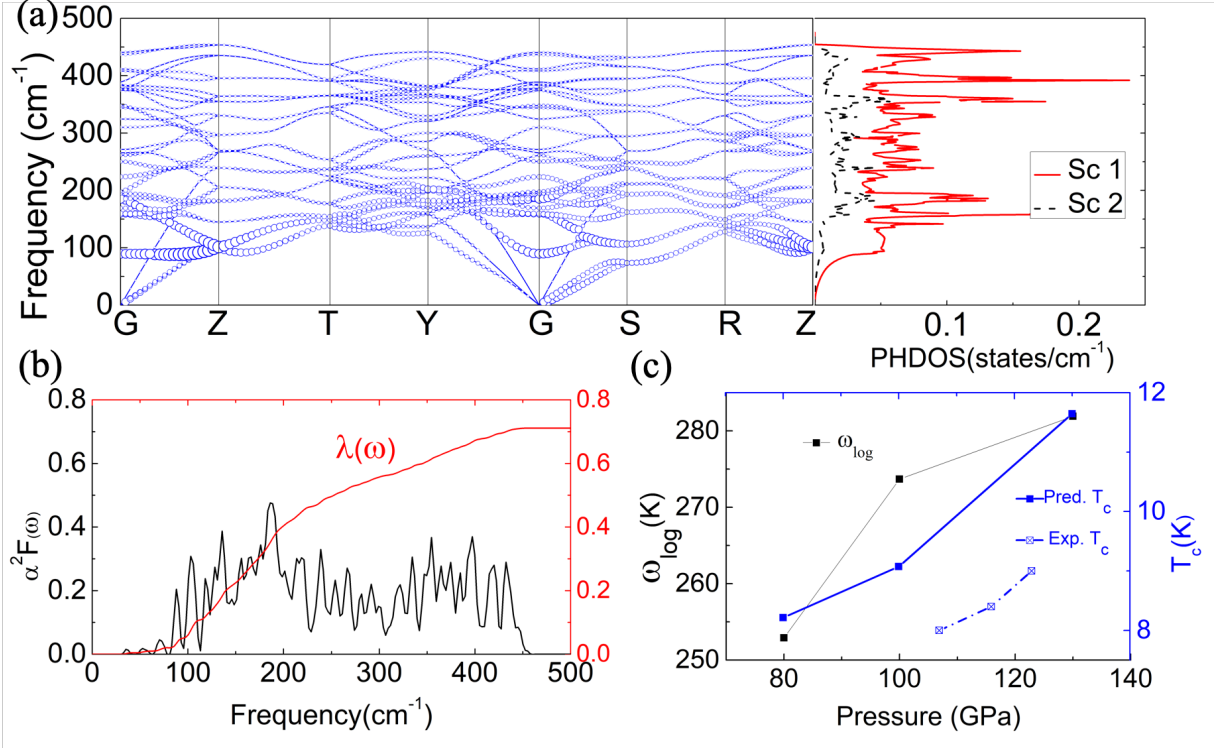 (a)
500
400
300
200
100
0
Frequency (cm-1)
G Z T Y G S R Z
Sc 1
Sc 2
0.1 0.2
PHDOS(states/cm-1)
(b)
0.8
0.6
0.4
0.2
0.0
α2F(ω)
λ(ω)
0.8
0.6
0.4
0.2
0.0
0 100 200 300 400 500
Frequency(cm-1)
(c)
280
270
260
250
ωlog(K)
ωlog
Pred. Tc
Exp. Tc
12
10
8
Tc(K)
80 100 120 140
Pressure (GPa)